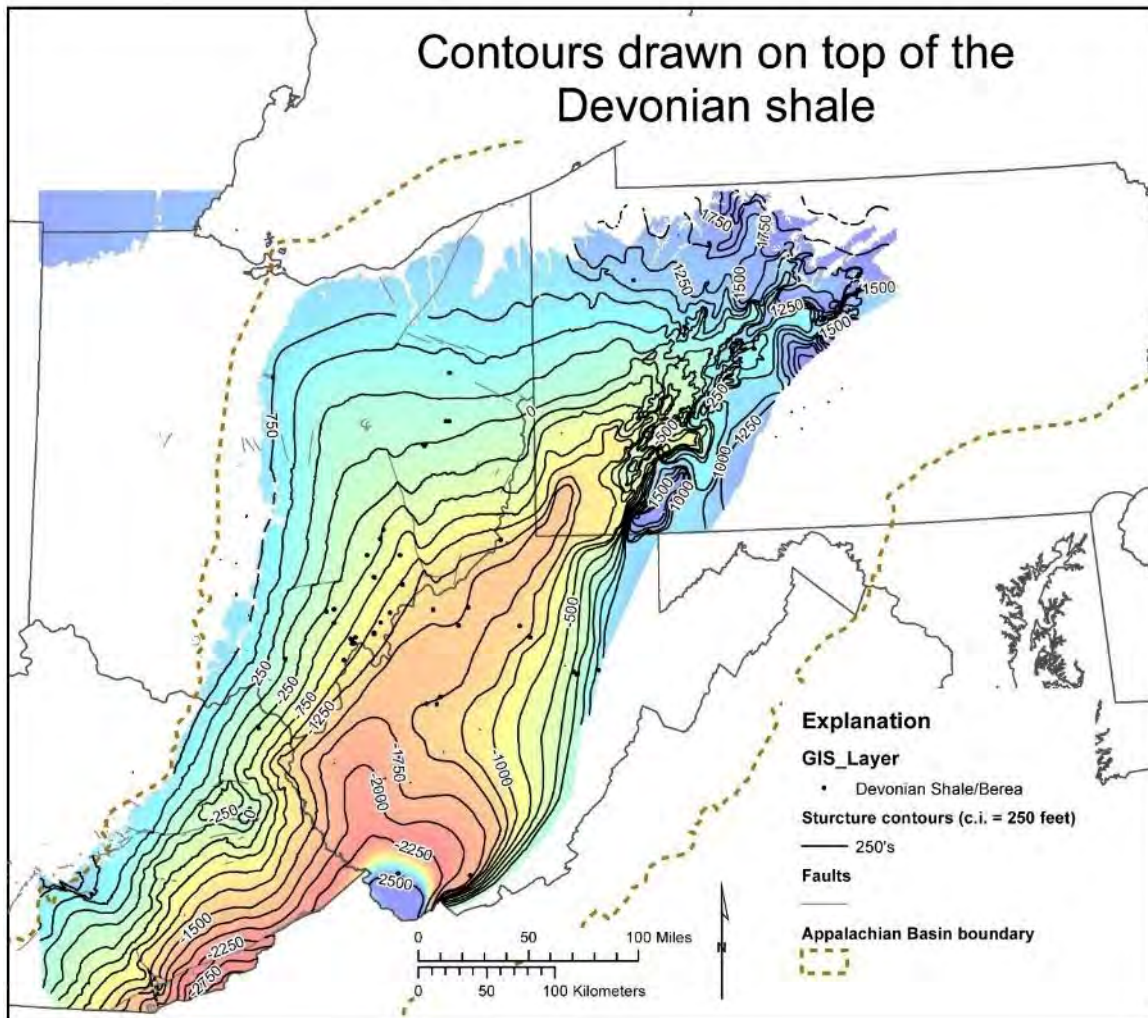 Contours drawn on top of the
Devonian shale
1750
1750
1250
1500
1500
1250
1500
750
0
250
-500
1250
1000
1500
1000
-500
250
-250
750
-1250
-1000
-1750
-2000
-250
0
-2250
2500
-1500
-2250
-2750
Explanation
GIS_Layer
Devonian Shale/Berea
Sturcture contours (c.i. = 250 feet)
250's
Faults
Appalachian Basin boundary
0 50 100 Miles
0 50 100 Kilometers
N